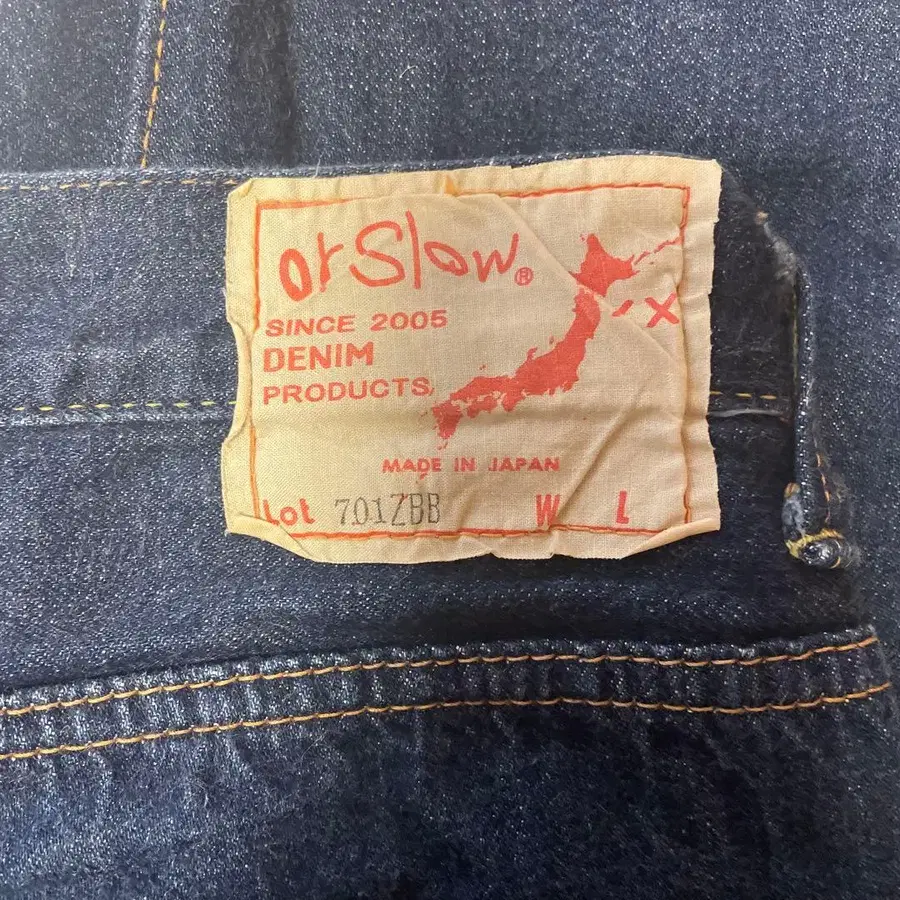 orSlow®
SINCE 2005
DENIM
PRODUCTS,
MADE IN JAPAN
Lot 701ZBB W L